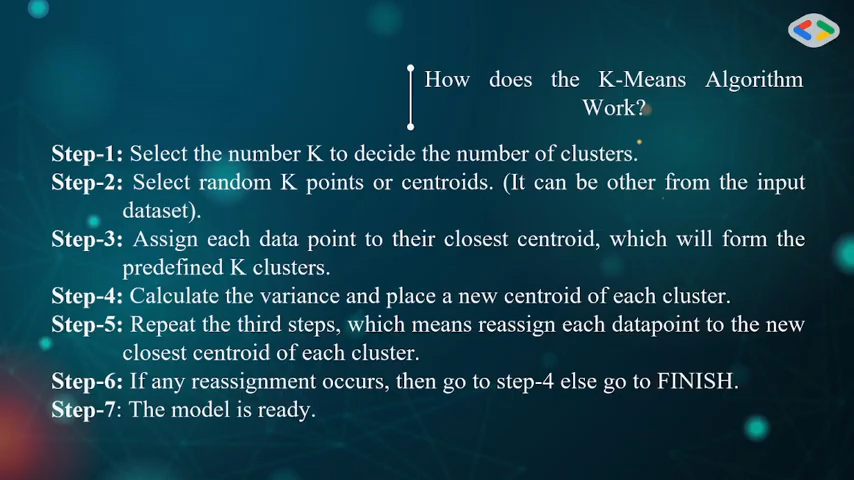 How does the K-Means Algorithm
Work?
Step-1: Select the number K to decide the number of clusters.
Step-2: Select random K points or centroids. (It can be other from the input
dataset).
Step-3: Assign each data point to their closest centroid, which will form the
predefined K clusters.
Step-4: Calculate the variance and place a new centroid of each cluster.
Step-5: Repeat the third steps, which means reassign each datapoint to the new
closest centroid of each cluster.
Step-6: If any reassignment occurs, then go to step-4 else go to FINISH.
Step-7: The model is ready.